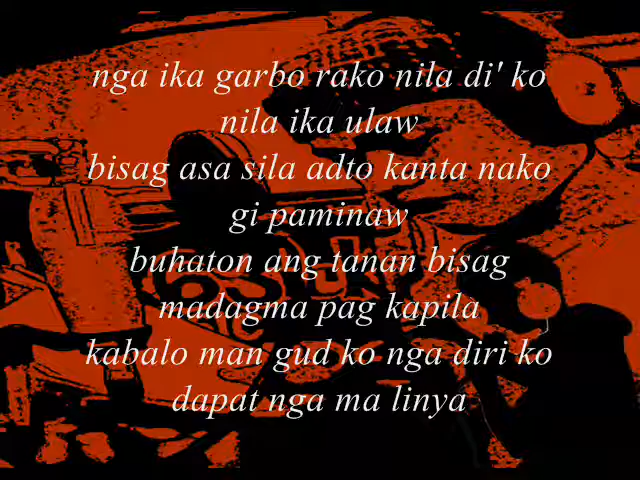 nga ika garbo rako nila di' ko
nila ika ulaw
bisag asa sila adto kanta nako
gi paminaw
buhaton ang tanan bisag
madagma pag kapila
kabalo man gud ko nga diri ko
dapat nga ma linya